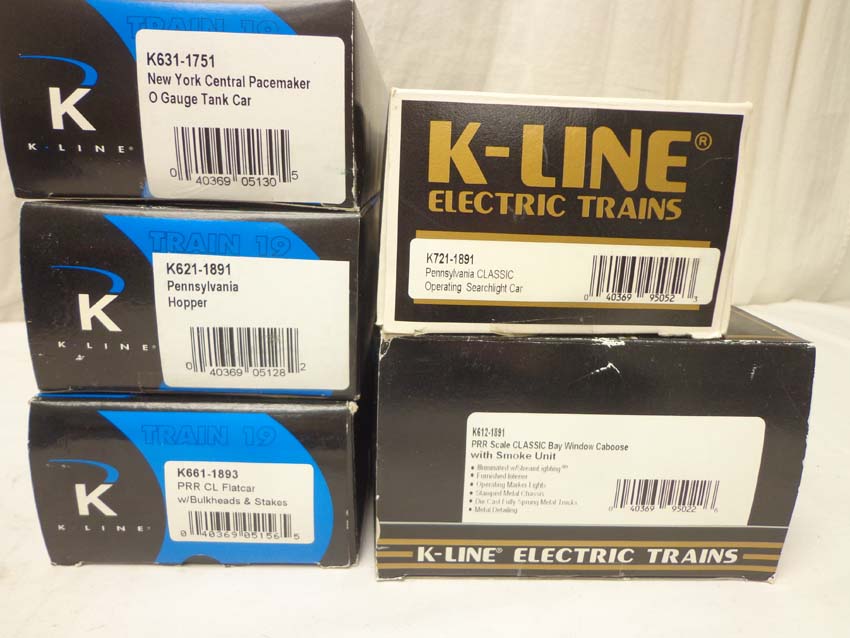 TRAIN 19
K631-1751
New York Central Pacemaker
O Gauge Tank Car
K
K-LINE®
0 40369 05130 5
TRAIN 19
K621-1891
Pennsylvania
Hopper
K
K LINE®
0 40369 05128 2
TRAIN 19
K661-1893
PRR CL Flatcar
w/Bulkheads & Stakes
K
K LINE®
0 40369 05156 5
K-LINE®
ELECTRIC TRAINS
K721-1891
Pennsylvania CLASSIC
Operating Searchlight Car
0 40369 95052 3
K612-1891
PRR Scale CLASSIC Bay Window Caboose
with Smoke Unit
• Illuminated w/StreamLighting™
• Furnished Interior
• Operating Marker Lights
• Stamped Metal Chassis
• Die Cast Fully Sprung Metal Trucks
• Metal Detailing
0 40369 95022 6
K-LINE® ELECTRIC TRAINS